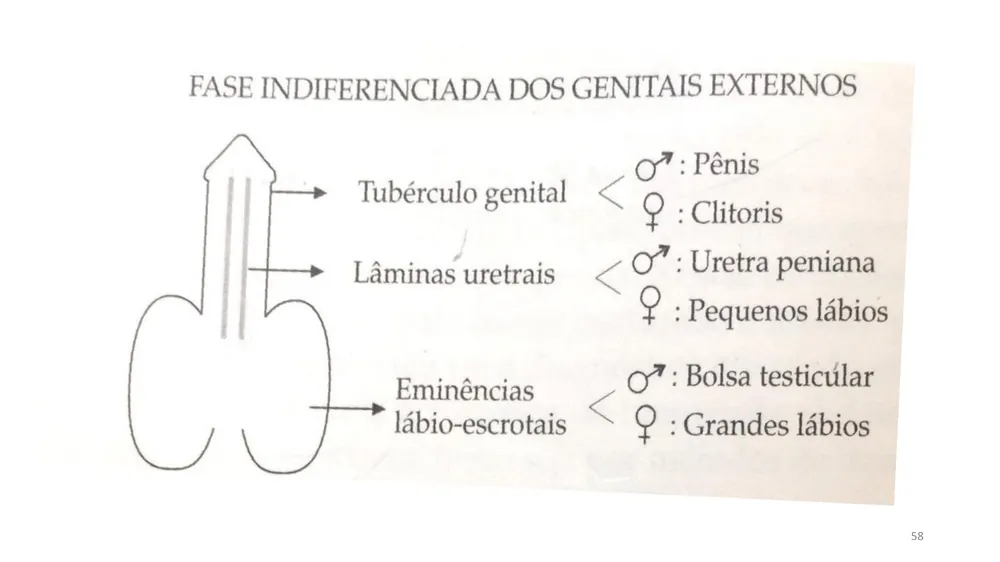 FASE INDIFERENCIADA DOS GENITAIS EXTERNOS
Tubérculo genital
♂ : Pênis
♀ : Clitoris
Lâminas uretrais
♂ : Uretra peniana
♀ : Pequenos lábios
Eminências
lábio-escrotais
♂ : Bolsa testicular
♀ : Grandes lábios
58